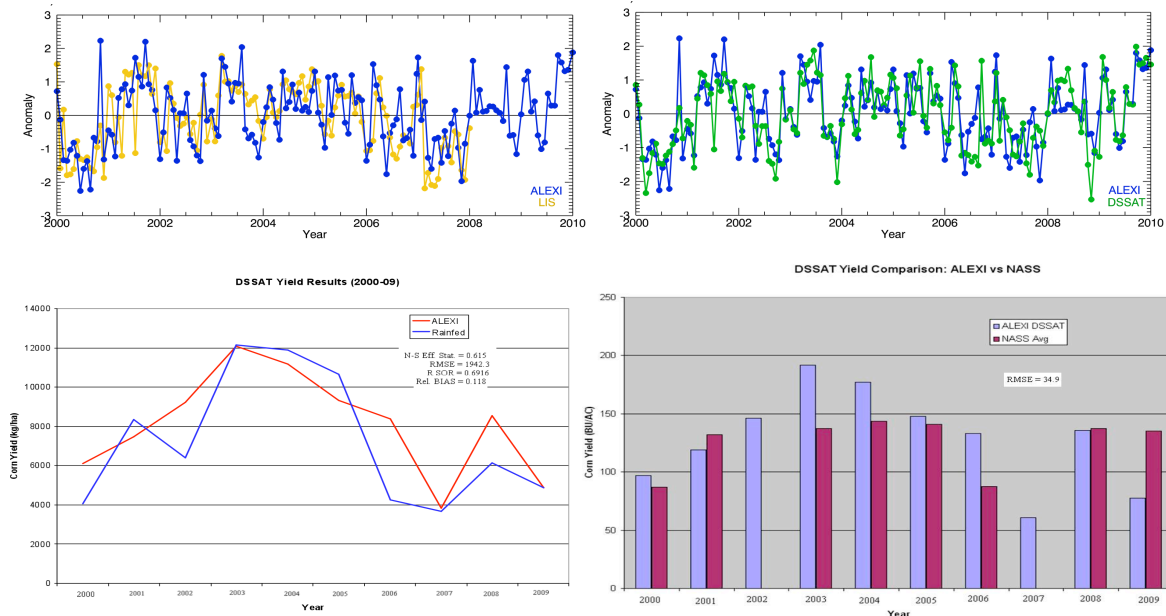 3
2
1
0
-1
-2
-3
Anomaly
2000
2002
2004
2006
2008
2010
Year
ALEXI
LIS
3
2
1
0
-1
-2
-3
Anomaly
2000
2002
2004
2006
2008
2010
Year
ALEXI
DSSAT
DSSAT Yield Results (2000-09)
14000
12000
10000
8000
6000
4000
2000
0
Corn Yield (kg/ha)
ALEXI
Rainfed
N-S Eff. Stat. = 0.615
RMSE = 1942.3
R SQR = 0.6916
Rel. BIAS = 0.118
2000
2001
2002
2003
2004
2005
2006
2007
2008
2009
Year
DSSAT Yield Comparison: ALEXI vs NASS
250
200
150
100
50
0
Corn Yield (BU/AC)
ALEXI DSSAT
NASS Avg
RMSE = 34.9
2000
2001
2002
2003
2004
2005
2006
2007
2008
2009
Year